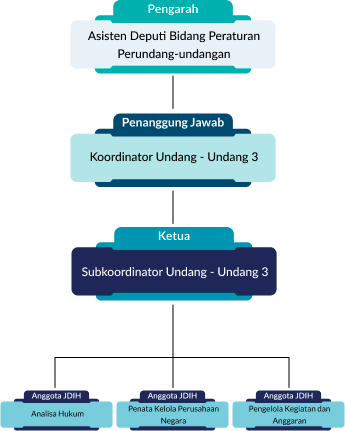 Pengarah
Asisten Deputi Bidang Peraturan
Perundang-undangan
Penanggung Jawab
Koordinator Undang - Undang 3
Ketua
Subkoordinator Undang - Undang 3
Anggota JDIH
Analisa Hukum
Anggota JDIH
Penata Kelola Perusahaan
Negara
Anggota JDIH
Pengelola Kegiatan dan
Anggaran